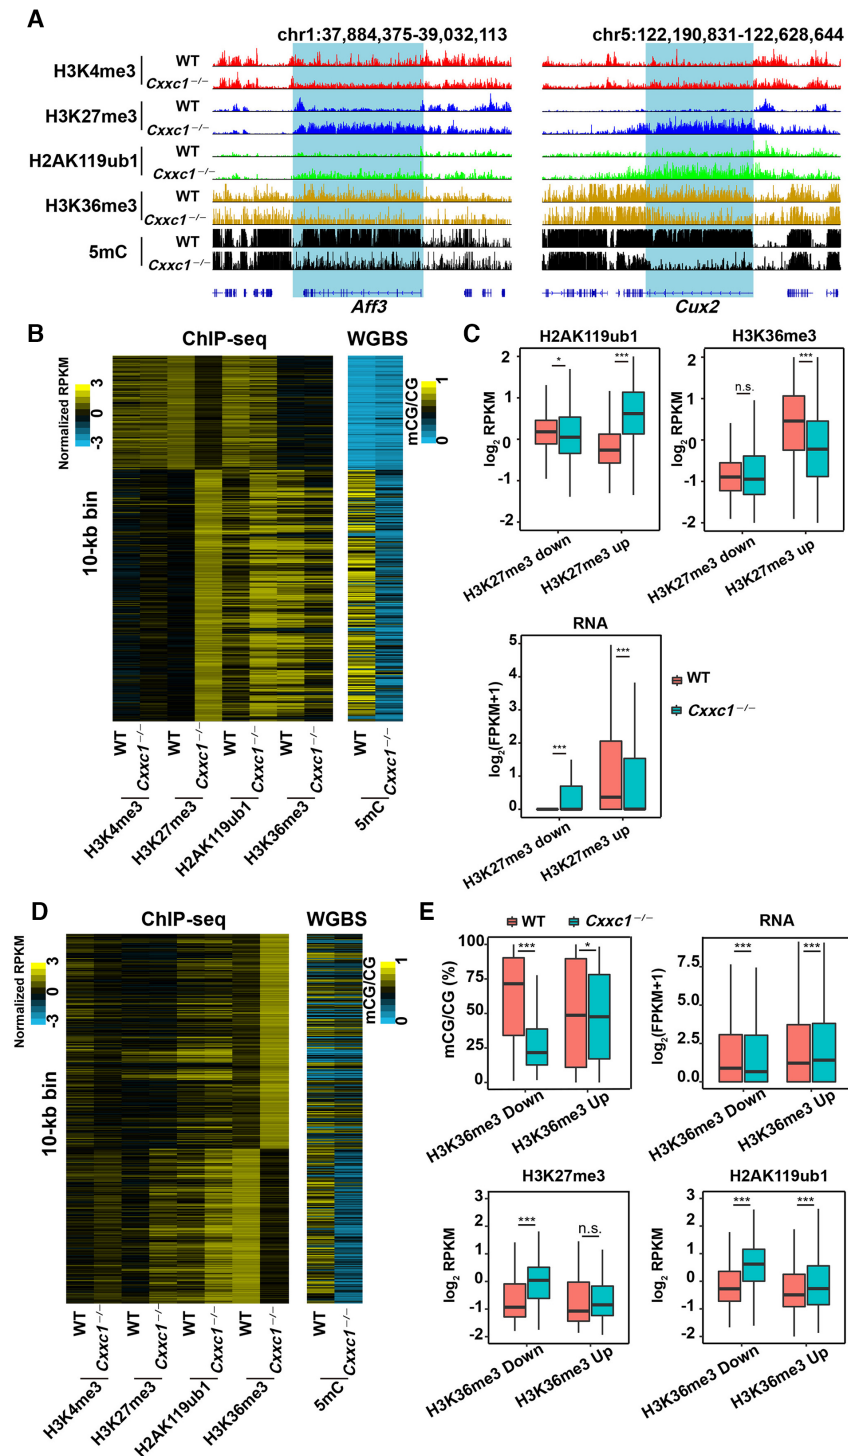 A
chr1:37,884,375-39,032,113
chr5:122,190,831-122,628,644
H3K4me3
WT
Cxxc1−/−
H3K27me3
WT
Cxxc1−/−
H2AK119ub1
WT
Cxxc1−/−
H3K36me3
WT
Cxxc1−/−
5mC
WT
Cxxc1−/−
Aff3
Cux2
B
ChIP-seq
WGBS
Normalized RPKM
3
0
-3
mCG/CG
1
0
10-kb bin
WT
Cxxc1−/−
WT
Cxxc1−/−
WT
Cxxc1−/−
WT
Cxxc1−/−
WT
Cxxc1−/−
H3K4me3
H3K27me3
H2AK119ub1
H3K36me3
5mC
C
H2AK119ub1
log2 RPKM
2
1
0
-1
-2
*
***
H3K27me3 down
H3K27me3 up
H3K36me3
log2 RPKM
2
1
0
-1
-2
n.s.
***
H3K27me3 down
H3K27me3 up
RNA
log2(FPKM+1)
5
4
3
2
1
0
***
***
H3K27me3 down
H3K27me3 up
WT
Cxxc1−/−
D
ChIP-seq
WGBS
Normalized RPKM
3
0
-3
mCG/CG
1
0
10-kb bin
WT
Cxxc1−/−
WT
Cxxc1−/−
WT
Cxxc1−/−
WT
Cxxc1−/−
WT
Cxxc1−/−
H3K4me3
H3K27me3
H2AK119ub1
H3K36me3
5mC
E
WT
Cxxc1−/−
mCG/CG (%)
100
75
50
25
0
***
*
H3K36me3 Down
H3K36me3 Up
RNA
log2(FPKM+1)
7.5
5.0
2.5
0.0
***
***
H3K36me3 Down
H3K36me3 Up
H3K27me3
log2 RPKM
3
2
1
0
-1
-2
***
n.s.
H3K36me3 Down
H3K36me3 Up
H2AK119ub1
log2 RPKM
3
2
1
0
-1
-2
***
***
H3K36me3 Down
H3K36me3 Up